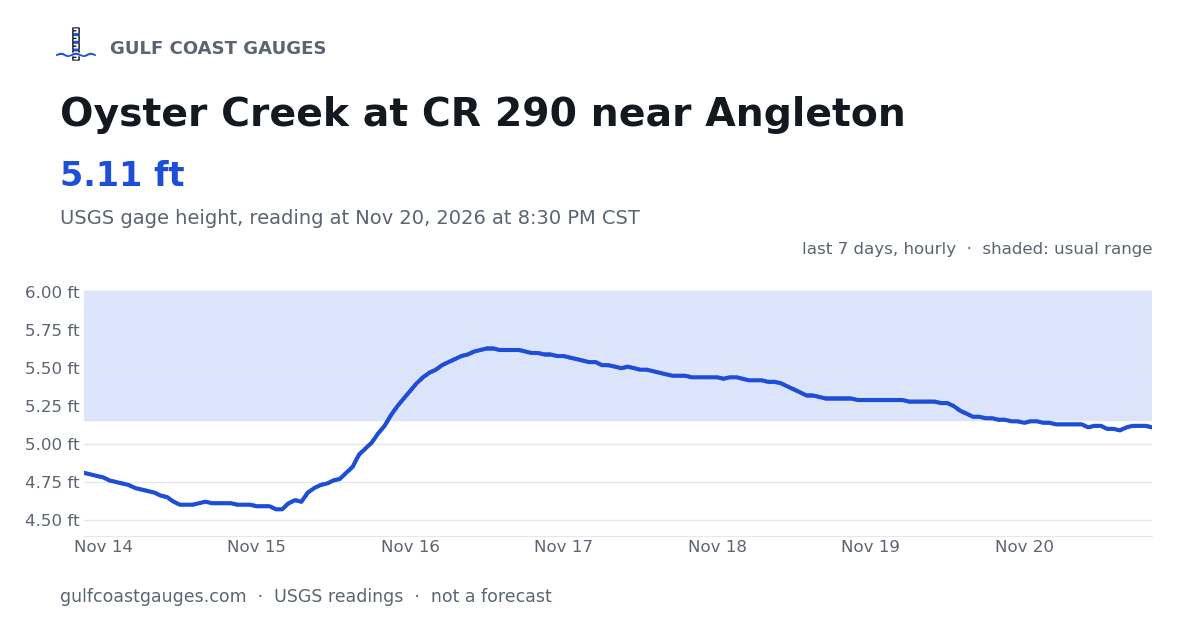 GULF COAST GAUGES
Oyster Creek at CR 290 near Angleton
5.11 ft
USGS gage height, reading at Nov 20, 2026 at 8:30 PM CST
last 7 days, hourly · shaded: usual range
6.00 ft
5.75 ft
5.50 ft
5.25 ft
5.00 ft
4.75 ft
4.50 ft
Nov 14 Nov 15 Nov 16 Nov 17 Nov 18 Nov 19 Nov 20
gulfcoastgauges.com · USGS readings · not a forecast